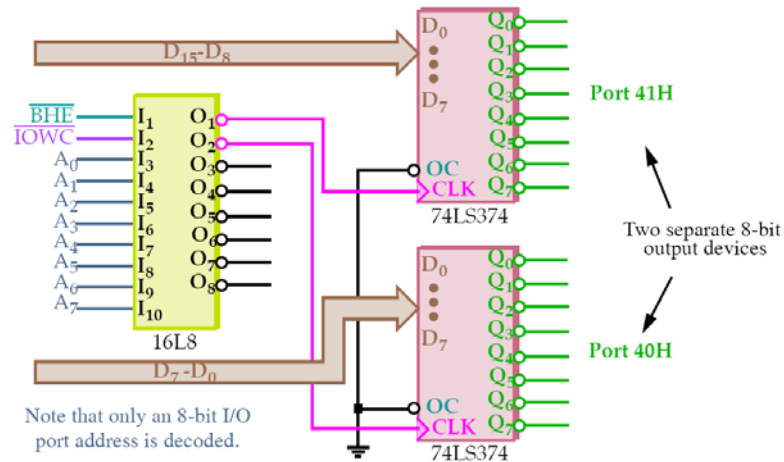 D15-D8
D0
D7
OC
CLK
74LS374
Q0
Q1
Q2
Q3
Q4
Q5
Q6
Q7
Port 41H
BHE
IOWC
A0
A1
A2
A3
A4
A5
A6
A7
I1
I2
I3
I4
I5
I6
I7
I8
I9
I10
O1
O2
O3
O4
O5
O6
O7
O8
16L8
Two separate 8-bit
output devices
D7-D0
D0
D7
OC
CLK
74LS374
Q0
Q1
Q2
Q3
Q4
Q5
Q6
Q7
Port 40H
Note that only an 8-bit I/O
port address is decoded.